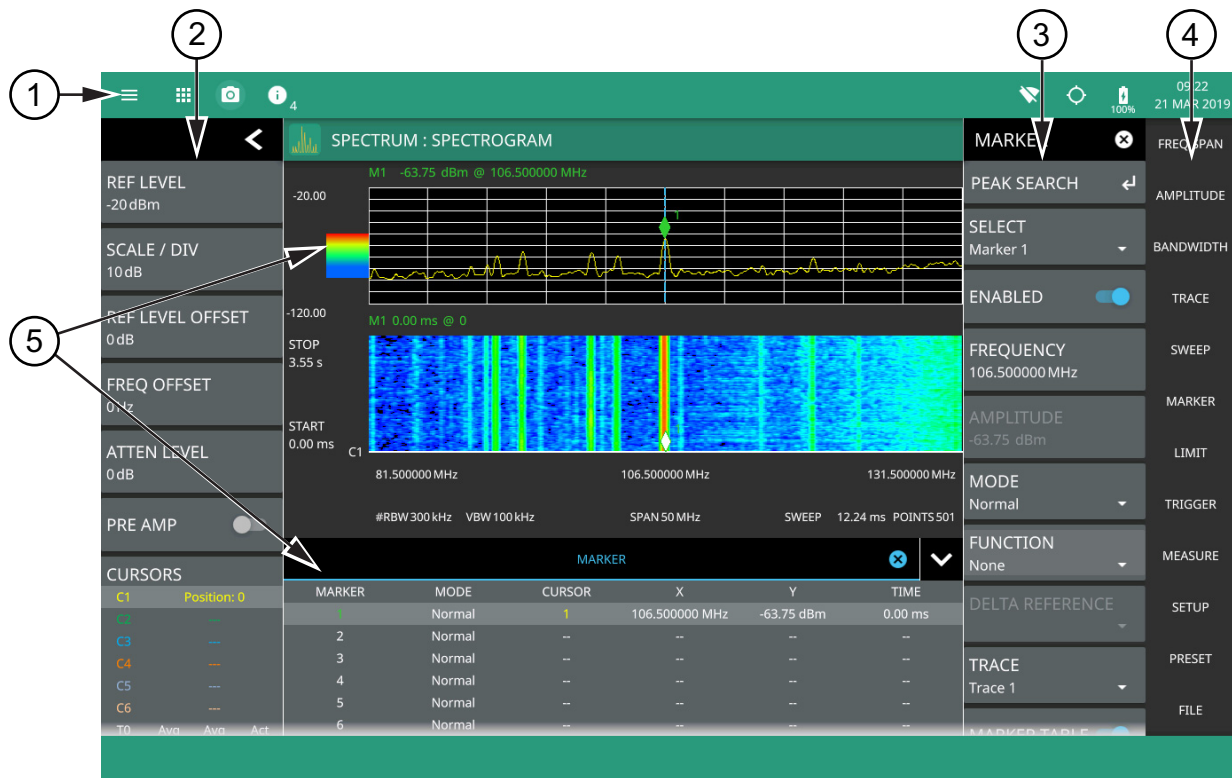 1
2
3
4
5
4
100%
09:22
21 MAR 2019
REF LEVEL
-20 dBm
SCALE / DIV
10 dB
REF LEVEL OFFSET
0 dB
FREQ OFFSET
0 Hz
ATTEN LEVEL
0 dB
PRE AMP
CURSORS
C1 Position: 0
C2 ---
C3 ---
C4 ---
C5 ---
C6 ---
T0 Avg Avg Act
SPECTRUM : SPECTROGRAM
M1 -63.75 dBm @ 106.500000 MHz
-20.00
1
-120.00
M1 0.00 ms @ 0
STOP
3.55 s
START
0.00 ms
C1
81.500000 MHz 106.500000 MHz 131.500000 MHz
#RBW 300 kHz VBW 100 kHz SPAN 50 MHz SWEEP 12.24 ms POINTS 501
MARKER
MARKER MODE CURSOR X Y TIME
1 Normal 1 106.500000 MHz -63.75 dBm 0.00 ms
2 Normal -- -- -- --
3 Normal -- -- -- --
4 Normal -- -- -- --
5 Normal -- -- -- --
6 Normal -- -- -- --
MARKER
PEAK SEARCH
SELECT
Marker 1
ENABLED
FREQUENCY
106.500000 MHz
AMPLITUDE
-63.75 dBm
MODE
Normal
FUNCTION
None
DELTA REFERENCE
--
TRACE
Trace 1
MARKER TABLE
FREQ SPAN
AMPLITUDE
BANDWIDTH
TRACE
SWEEP
MARKER
LIMIT
TRIGGER
MEASURE
SETUP
PRESET
FILE